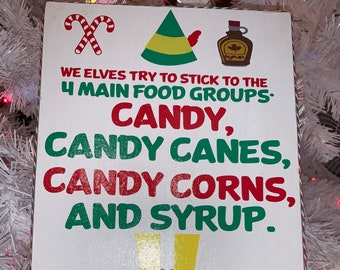 WE ELVES TRY TO STICK TO THE
4 MAIN FOOD GROUPS-
CANDY,
CANDY CANES,
CANDY CORNS,
AND SYRUP.